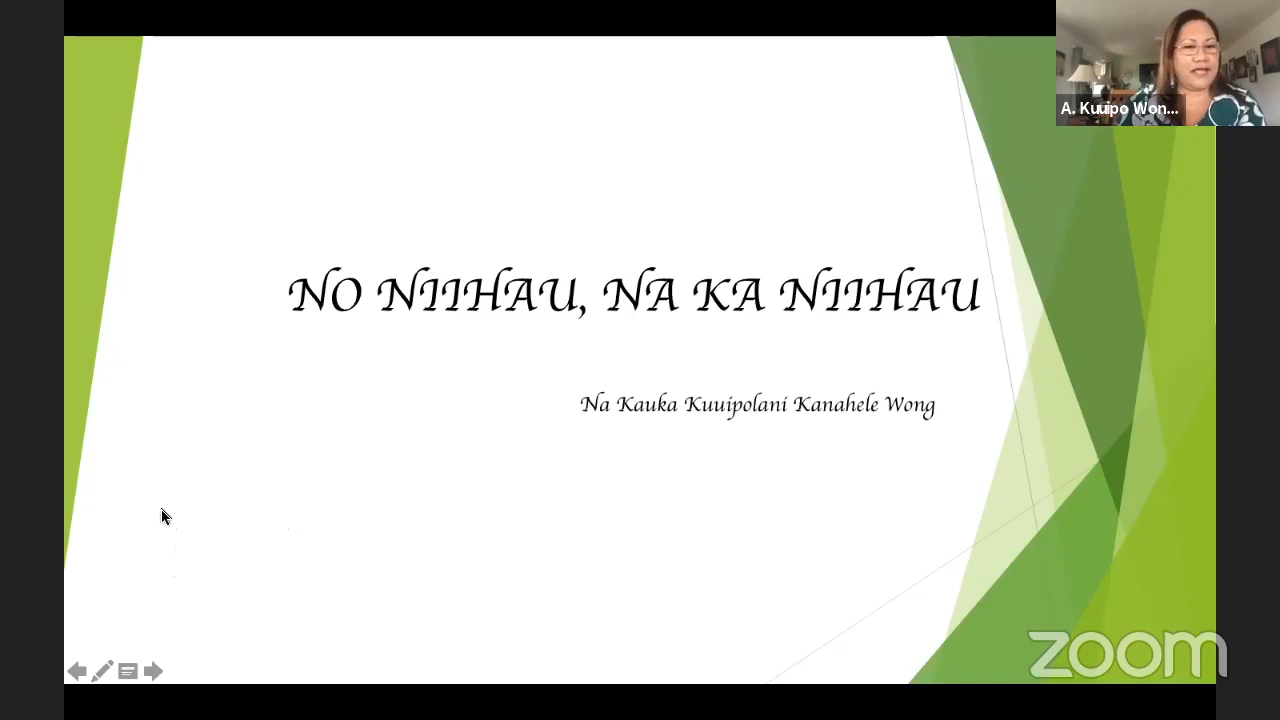 A. Kuuipo Won...
NO NIIHAU, NA KA NIIHAU
Na Kauka Kuuipolani Kanahele Wong
zoom